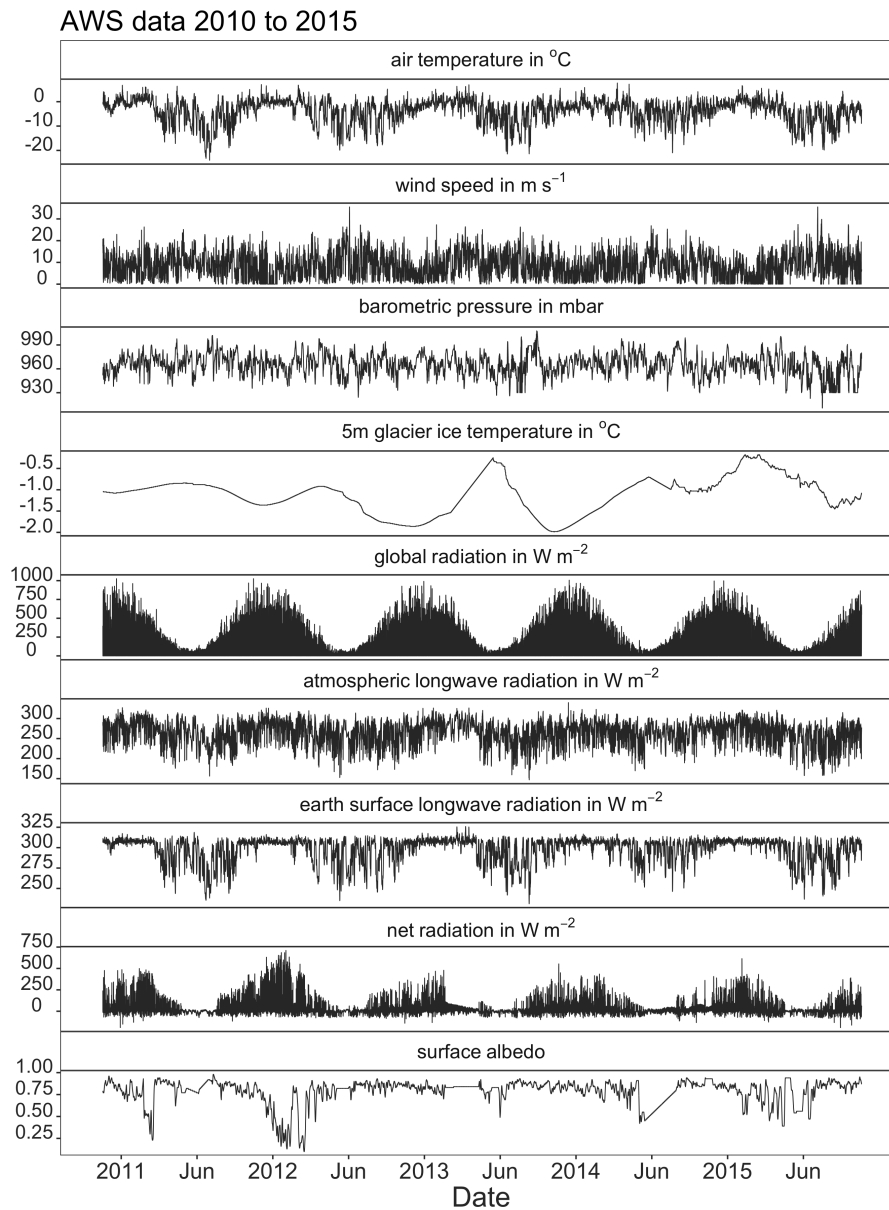 AWS data 2010 to 2015
air temperature in °C
0
-10
-20
wind speed in m s⁻¹
30
20
10
0
barometric pressure in mbar
990
960
930
5m glacier ice temperature in °C
-0.5
-1.0
-1.5
-2.0
global radiation in W m⁻²
1000
750
500
250
0
atmospheric longwave radiation in W m⁻²
300
250
200
150
earth surface longwave radiation in W m⁻²
325
300
275
250
net radiation in W m⁻²
750
500
250
0
surface albedo
1.00
0.75
0.50
0.25
2011 Jun 2012 Jun 2013 Jun 2014 Jun 2015 Jun
Date